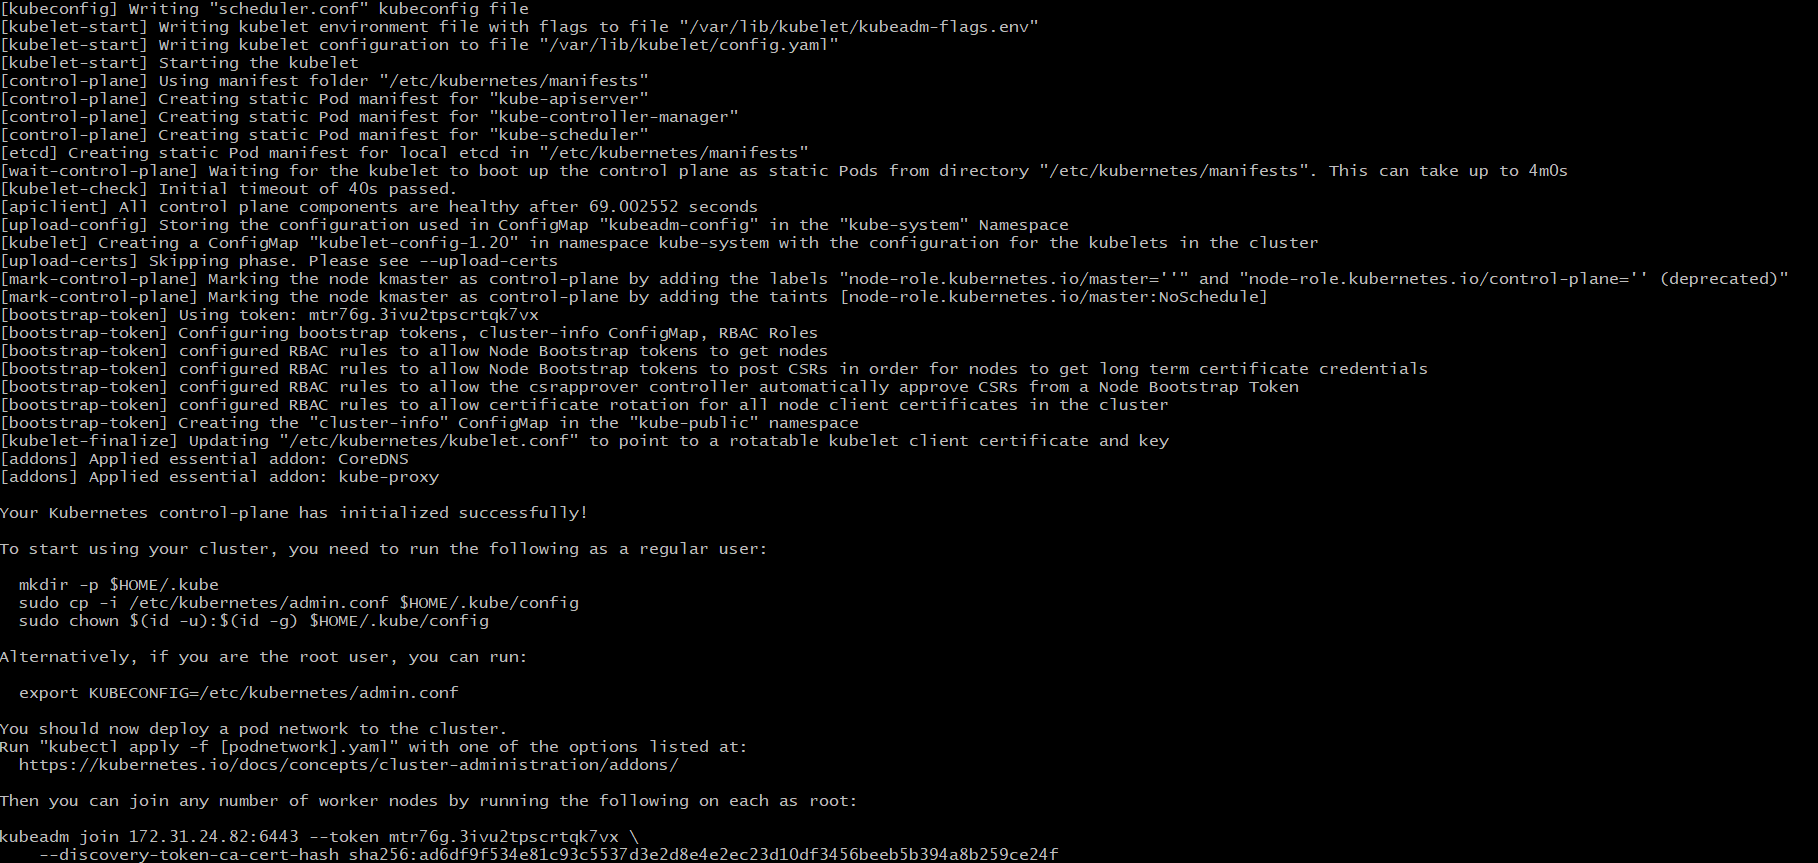 [kubeconfig] Writing "scheduler.conf" kubeconfig file
[kubelet-start] Writing kubelet environment file with flags to file "/var/lib/kubelet/kubeadm-flags.env"
[kubelet-start] Writing kubelet configuration to file "/var/lib/kubelet/config.yaml"
[kubelet-start] Starting the kubelet
[control-plane] Using manifest folder "/etc/kubernetes/manifests"
[control-plane] Creating static Pod manifest for "kube-apiserver"
[control-plane] Creating static Pod manifest for "kube-controller-manager"
[control-plane] Creating static Pod manifest for "kube-scheduler"
[etcd] Creating static Pod manifest for local etcd in "/etc/kubernetes/manifests"
[wait-control-plane] Waiting for the kubelet to boot up the control plane as static Pods from directory "/etc/kubernetes/manifests". This can take up to 4m0s
[kubelet-check] Initial timeout of 40s passed.
[apiclient] All control plane components are healthy after 69.002552 seconds
[upload-config] Storing the configuration used in ConfigMap "kubeadm-config" in the "kube-system" Namespace
[kubelet] Creating a ConfigMap "kubelet-config-1.20" in namespace kube-system with the configuration for the kubelets in the cluster
[upload-certs] Skipping phase. Please see --upload-certs
[mark-control-plane] Marking the node kmaster as control-plane by adding the labels "node-role.kubernetes.io/master=''" and "node-role.kubernetes.io/control-plane='' (deprecated)"
[mark-control-plane] Marking the node kmaster as control-plane by adding the taints [node-role.kubernetes.io/master:NoSchedule]
[bootstrap-token] Using token: mtr76g.3ivu2tpscrtqk7vx
[bootstrap-token] Configuring bootstrap tokens, cluster-info ConfigMap, RBAC Roles
[bootstrap-token] configured RBAC rules to allow Node Bootstrap tokens to get nodes
[bootstrap-token] configured RBAC rules to allow Node Bootstrap tokens to post CSRs in order for nodes to get long term certificate credentials
[bootstrap-token] configured RBAC rules to allow the csrapprover controller automatically approve CSRs from a Node Bootstrap Token
[bootstrap-token] configured RBAC rules to allow certificate rotation for all node client certificates in the cluster
[bootstrap-token] Creating the "cluster-info" ConfigMap in the "kube-public" namespace
[kubelet-finalize] Updating "/etc/kubernetes/kubelet.conf" to point to a rotatable kubelet client certificate and key
[addons] Applied essential addon: CoreDNS
[addons] Applied essential addon: kube-proxy
Your Kubernetes control-plane has initialized successfully!
To start using your cluster, you need to run the following as a regular user:
mkdir -p $HOME/.kube
sudo cp -i /etc/kubernetes/admin.conf $HOME/.kube/config
sudo chown $(id -u):$(id -g) $HOME/.kube/config
Alternatively, if you are the root user, you can run:
export KUBECONFIG=/etc/kubernetes/admin.conf
You should now deploy a pod network to the cluster.
Run "kubectl apply -f [podnetwork].yaml" with one of the options listed at:
https://kubernetes.io/docs/concepts/cluster-administration/addons/
Then you can join any number of worker nodes by running the following on each as root:
kubeadm join 172.31.24.82:6443 --token mtr76g.3ivu2tpscrtqk7vx \
--discovery-token-ca-cert-hash sha256:ad6df9f534e81c93c5537d3e2d8e4e2ec23d10df3456beeb5b394a8b259ce24f